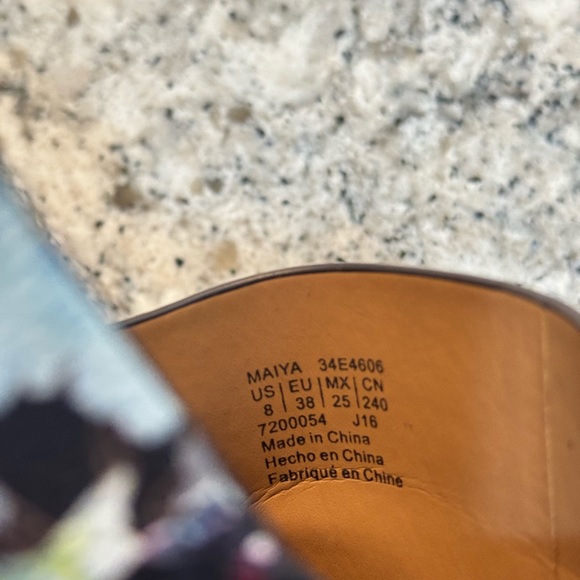 MAIYA 34E4606
US | EU | MX | CN
8 | 38 | 25 | 240
7200054 J16
Made in China
Hecho en China
Fabriqué en Chine